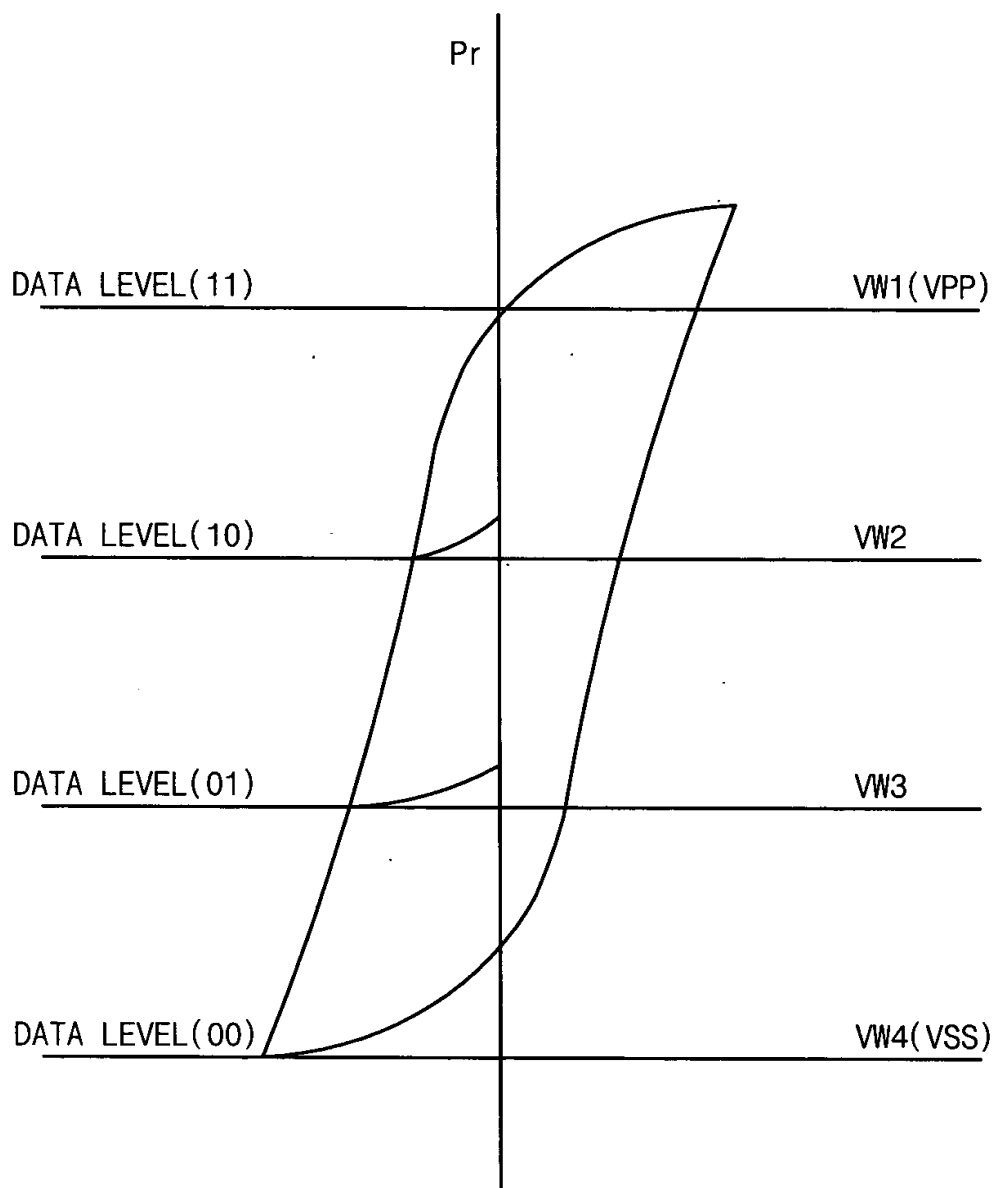 Pr
DATA LEVEL(11) VW1(VPP)
DATA LEVEL(10) VW2
DATA LEVEL(01) VW3
DATA LEVEL(00) VW4(VSS)